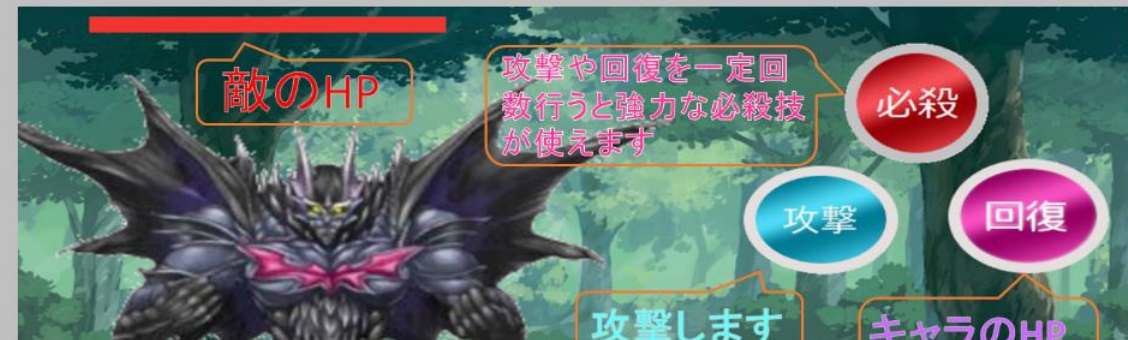 敵のHP
攻撃や回復を一定回
数行うと強力な必殺技
が使えます
必殺
攻撃
回復
攻撃します
キャラのHP